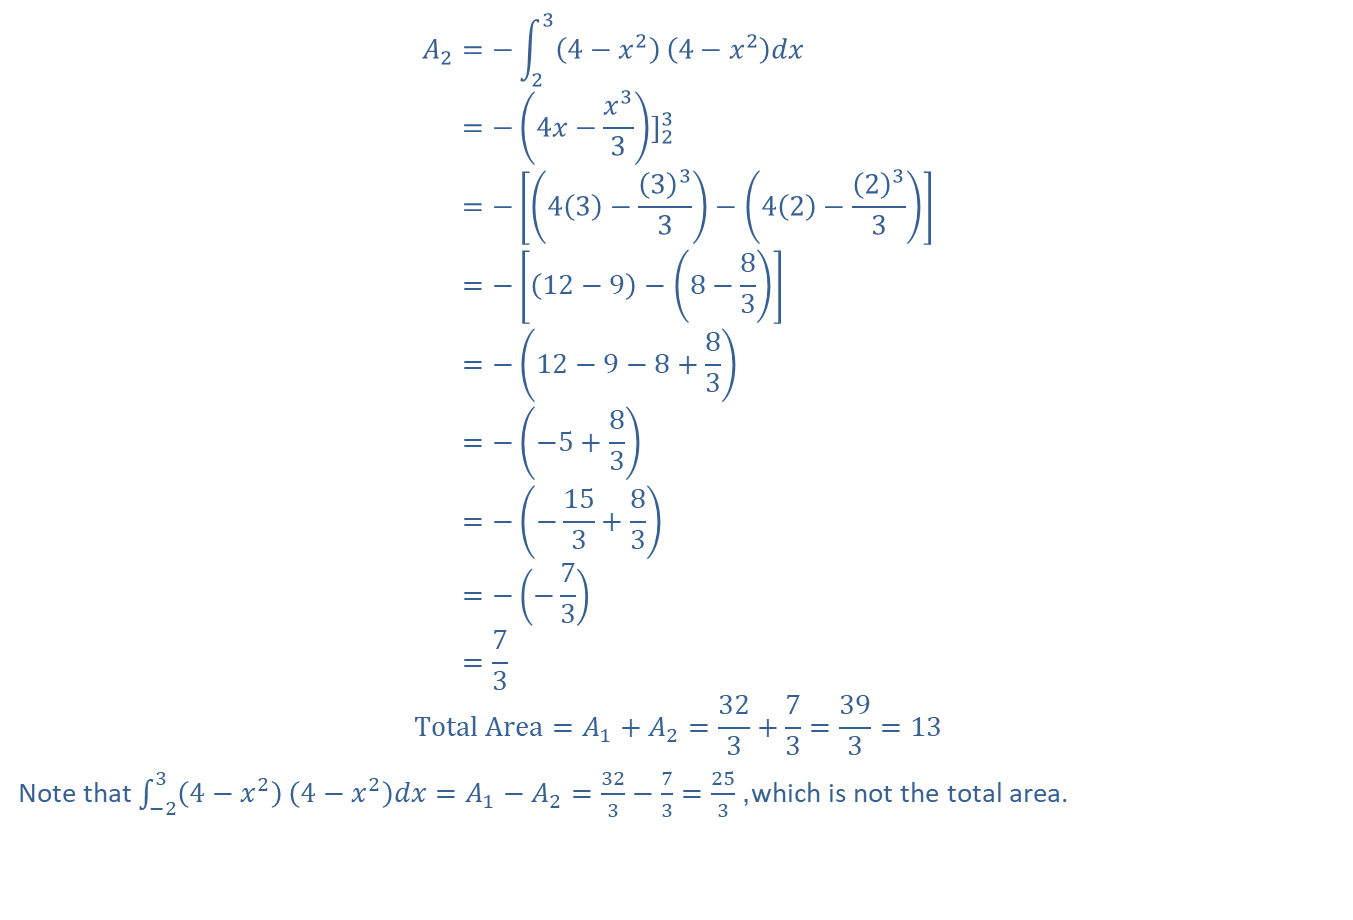 A₂ = − ∫₂³ (4 − x²) (4 − x²)dx
= − (4x − x³/3)]₂³
= − [(4(3) − (3)³/3) − (4(2) − (2)³/3)]
= − [(12 − 9) − (8 − 8/3)]
= − (12 − 9 − 8 + 8/3)
= − (−5 + 8/3)
= − (− 15/3 + 8/3)
= − (− 7/3)
= 7/3
Total Area = A₁ + A₂ = 32/3 + 7/3 = 39/3 = 13
Note that ∫₋₂³ (4 − x²) (4 − x²)dx = A₁ − A₂ = 32/3 − 7/3 = 25/3 ,which is not the total area.